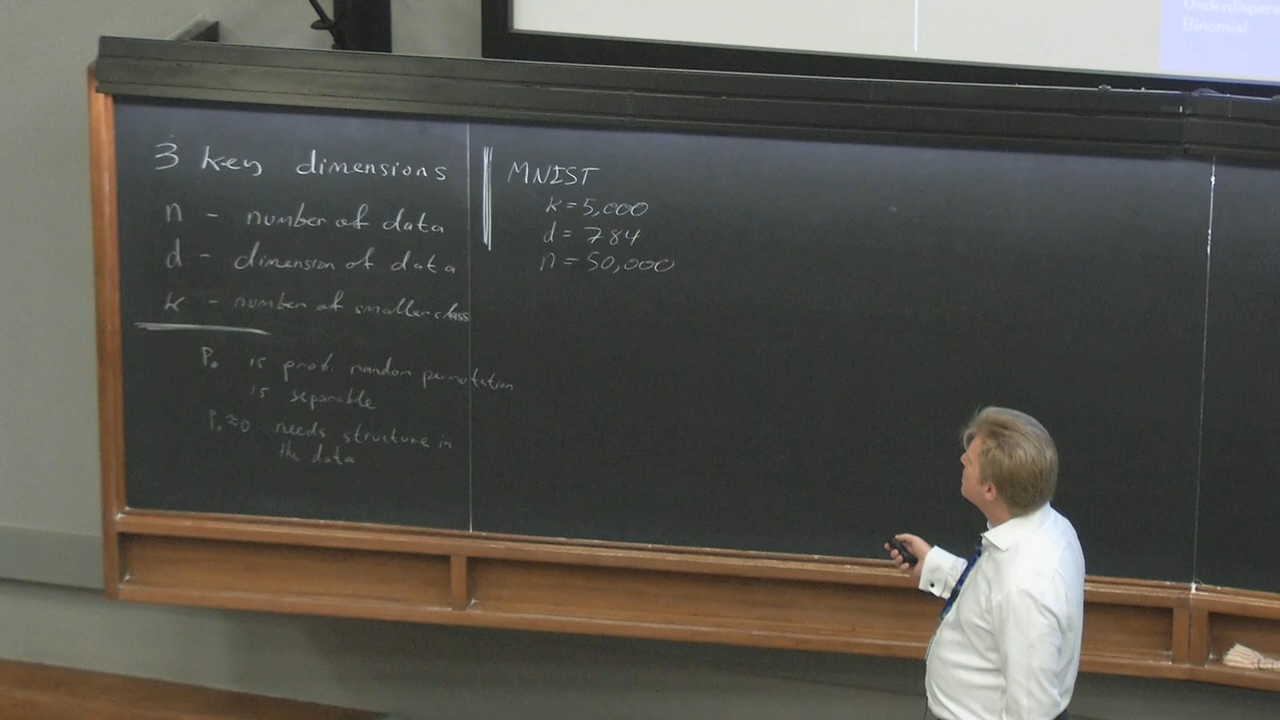 3 key dimensions
n - number of data
d - dimension of data
k - number of smaller class
P₀ is prob. random permutation
is separable
P₀≈0 needs structure in
the data
MNIST
k=5,000
d=784
n=50,000
Binomial